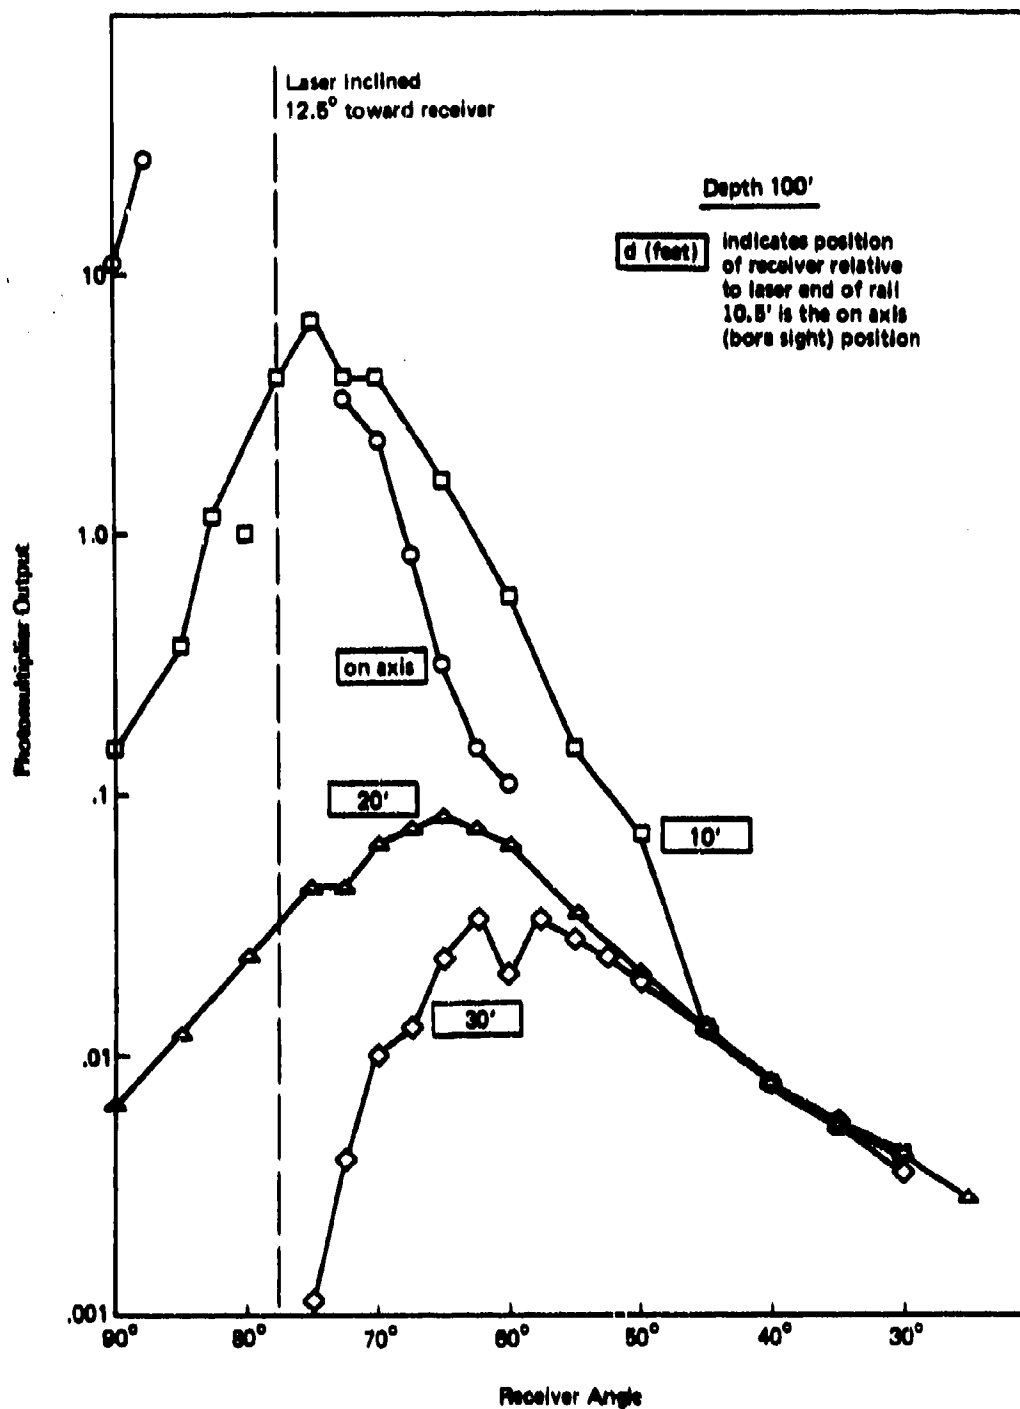 Laser inclined
12.5° toward receiver
Depth 100'
d (feet)
indicates position
of receiver relative
to laser end of rail
10.5' is the on axis
(bore sight) position
10
1.0
.1
.01
.001
Photomultiplier Output
on axis
20'
10'
30'
90°
80°
70°
60°
50°
40°
30°
Receiver Angle